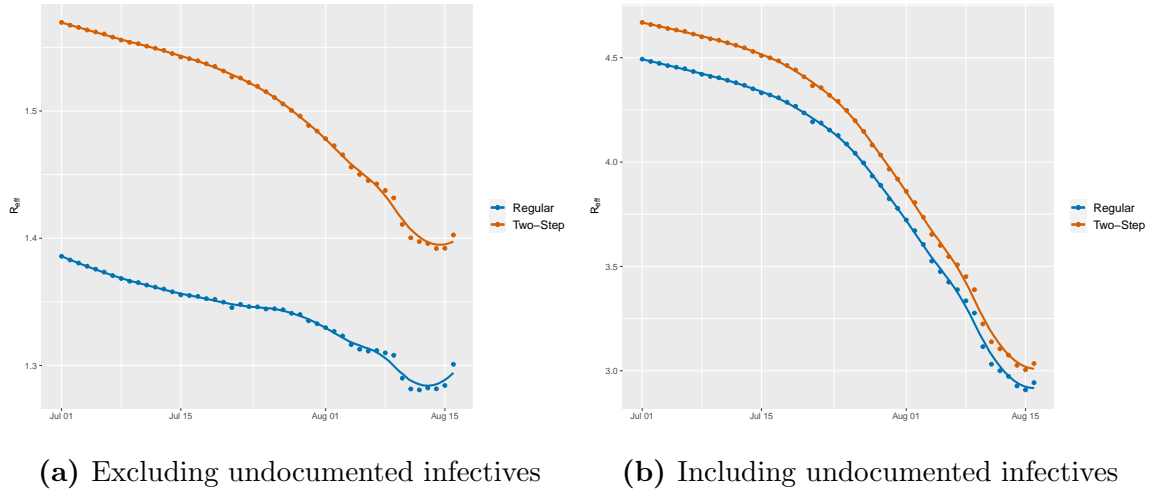 1.5
1.4
1.3
R_eff
Jul 01
Jul 15
Aug 01
Aug 15
Regular
Two−Step
4.5
4.0
3.5
3.0
R_eff
Jul 01
Jul 15
Aug 01
Aug 15
Regular
Two−Step
(a) Excluding undocumented infectives
(b) Including undocumented infectives